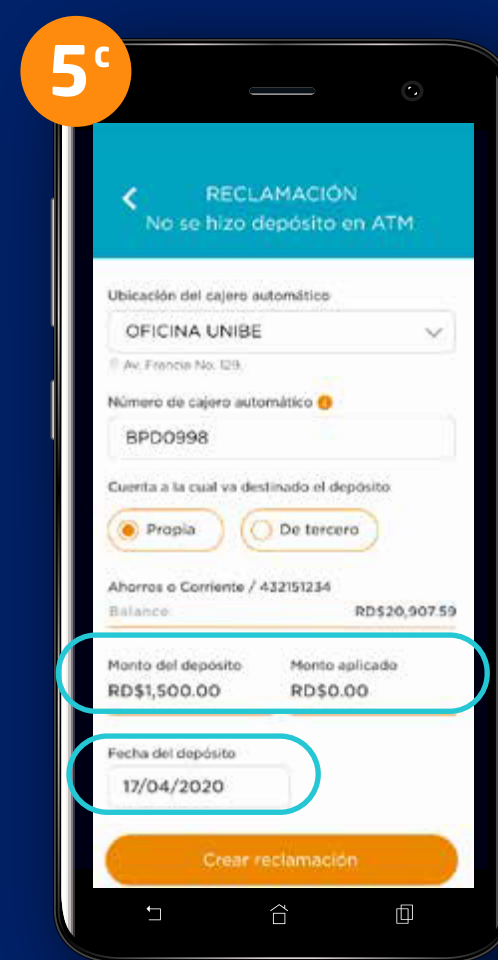 5c
RECLAMACIÓN
No se hizo depósito en ATM
Ubicación del cajero automático
OFICINA UNIBE
Av. Francia No. 129.
Número de cajero automático
BPD0998
Cuenta a la cual va destinado el depósito
Propia De tercero
Ahorros o Corriente / 432151234
Balance RD$20,907.59
Monto del depósito Monto aplicado
RD$1,500.00 RD$0.00
Fecha del depósito
17/04/2020
Crear reclamación